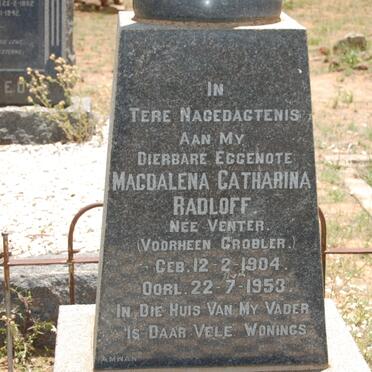 IN
TERE NAGEDAGTENIS
AAN MY
DIERBARE EGGENOTE
MAGDALENA CATHARINA
RADLOFF.
NÉE VENTER.
(VOORHEEN GROBLER.)
GEB. 12-2-1904.
OORL. 22-7-1953.
IN DIE HUIS VAN MY VADER
IS DAAR VELE WONINGS